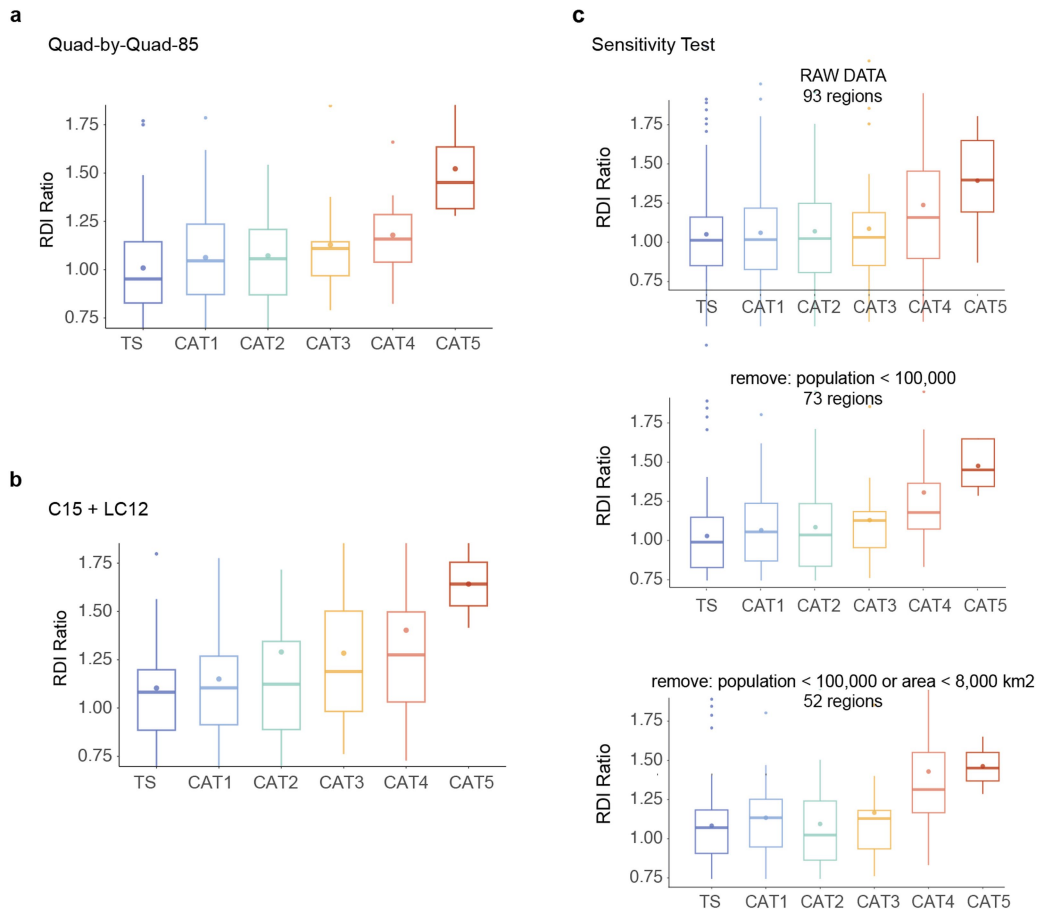 a
Quad-by-Quad-85
RDI Ratio
1.75
1.50
1.25
1.00
0.75
TS CAT1 CAT2 CAT3 CAT4 CAT5
b
C15 + LC12
RDI Ratio
1.75
1.50
1.25
1.00
0.75
TS CAT1 CAT2 CAT3 CAT4 CAT5
c
Sensitivity Test
RAW DATA
93 regions
RDI Ratio
1.75
1.50
1.25
1.00
0.75
TS CAT1 CAT2 CAT3 CAT4 CAT5
remove: population < 100,000
73 regions
RDI Ratio
1.75
1.50
1.25
1.00
0.75
TS CAT1 CAT2 CAT3 CAT4 CAT5
remove: population < 100,000 or area < 8,000 km2
52 regions
RDI Ratio
1.75
1.50
1.25
1.00
0.75
TS CAT1 CAT2 CAT3 CAT4 CAT5